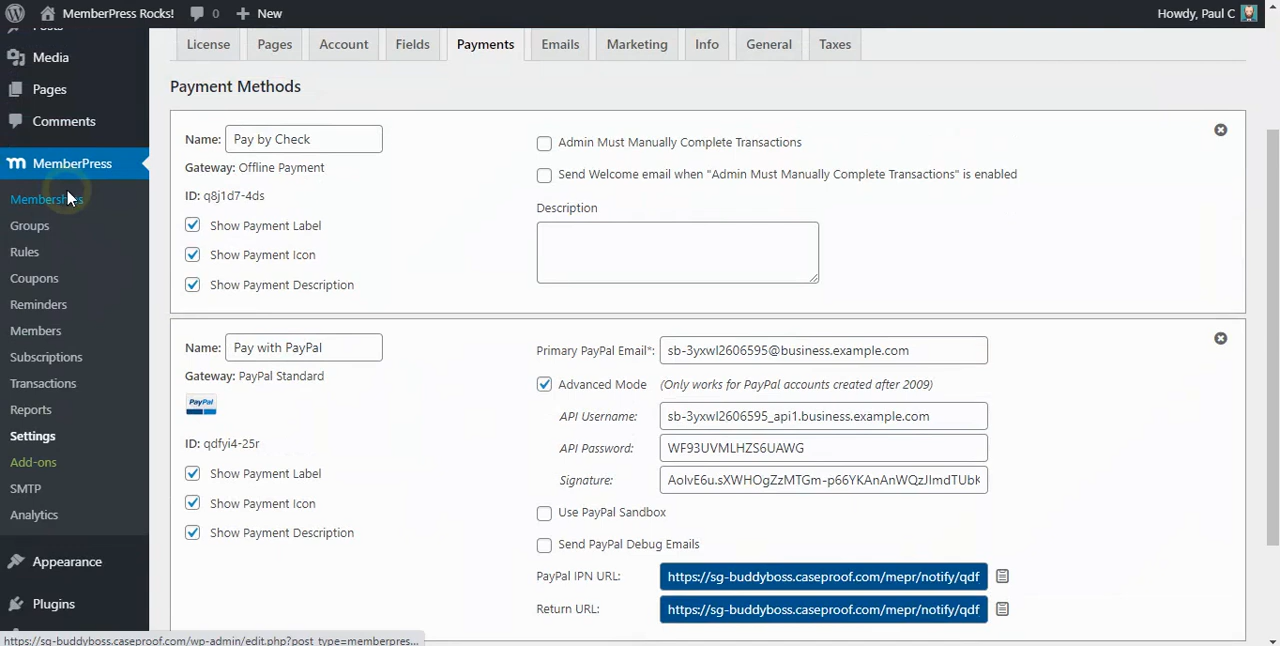 MemberPress Rocks! 0 New Howdy, Paul C
Media
Pages
Comments
MemberPress
Memberships
Groups
Rules
Coupons
Reminders
Members
Subscriptions
Transactions
Reports
Settings
Add-ons
SMTP
Analytics
Appearance
Plugins
License Pages Account Fields Payments Emails Marketing Info General Taxes
Payment Methods
Name: Pay by Check
Gateway: Offline Payment
ID: q8j1d7-4ds
Show Payment Label
Show Payment Icon
Show Payment Description
Admin Must Manually Complete Transactions
Send Welcome email when "Admin Must Manually Complete Transactions" is enabled
Description
Name: Pay with PayPal
Gateway: PayPal Standard
PayPal
ID: qdfyi4-25r
Show Payment Label
Show Payment Icon
Show Payment Description
Primary PayPal Email*: sb-3yxwl2606595@business.example.com
Advanced Mode (Only works for PayPal accounts created after 2009)
API Username: sb-3yxwl2606595_api1.business.example.com
API Password: WF93UVMLHZS6UAWG
Signature: AolvE6u.sXWHOgZzMTGm-p66YKAnAnWQzJImdTUbK
Use PayPal Sandbox
Send PayPal Debug Emails
PayPal IPN URL: https://sg-buddyboss.caseproof.com/mepr/notify/qdf
Return URL: https://sg-buddyboss.caseproof.com/mepr/notify/qdf
https://sg-buddyboss.caseproof.com/wp-admin/edit.php?post_type=memberpres...